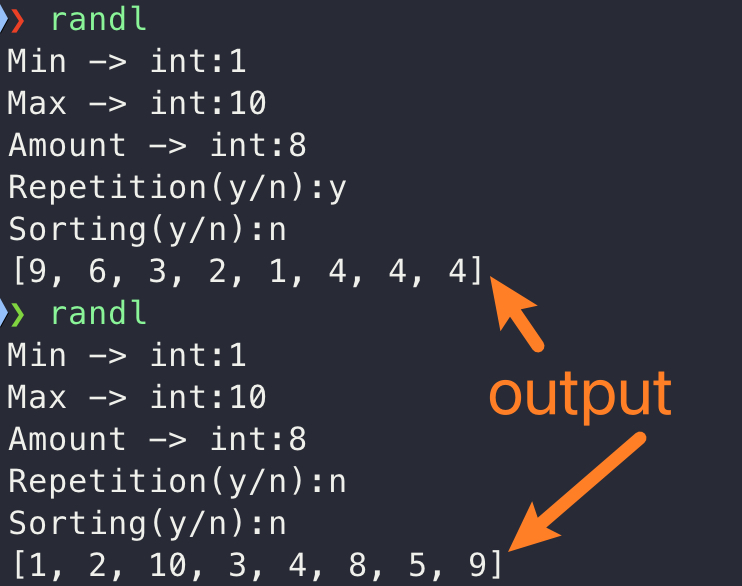 ❯ randl
Min -> int:1
Max -> int:10
Amount -> int:8
Repetition(y/n):y
Sorting(y/n):n
[9, 6, 3, 2, 1, 4, 4, 4]
❯ randl
Min -> int:1
Max -> int:10
output
Amount -> int:8
Repetition(y/n):n
Sorting(y/n):n
[1, 2, 10, 3, 4, 8, 5, 9]